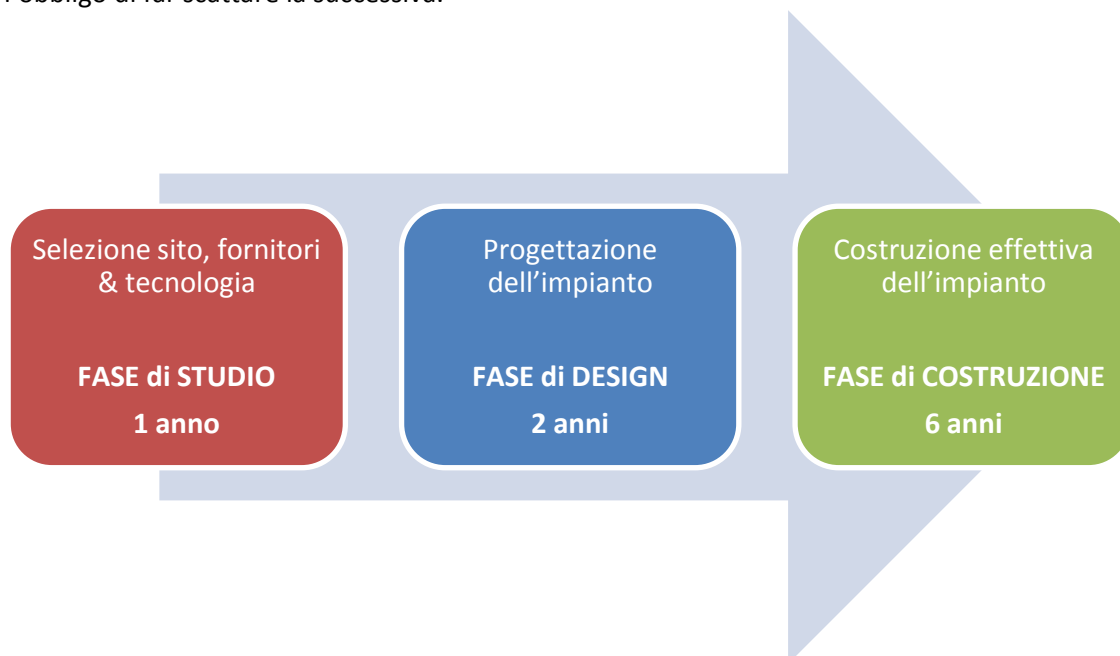 l'obbligo di far scattare la successiva.
Selezione sito, fornitori
& tecnologia
FASE di STUDIO
1 anno
Progettazione
dell'impianto
FASE di DESIGN
2 anni
Costruzione effettiva
dell'impianto
FASE di COSTRUZIONE
6 anni